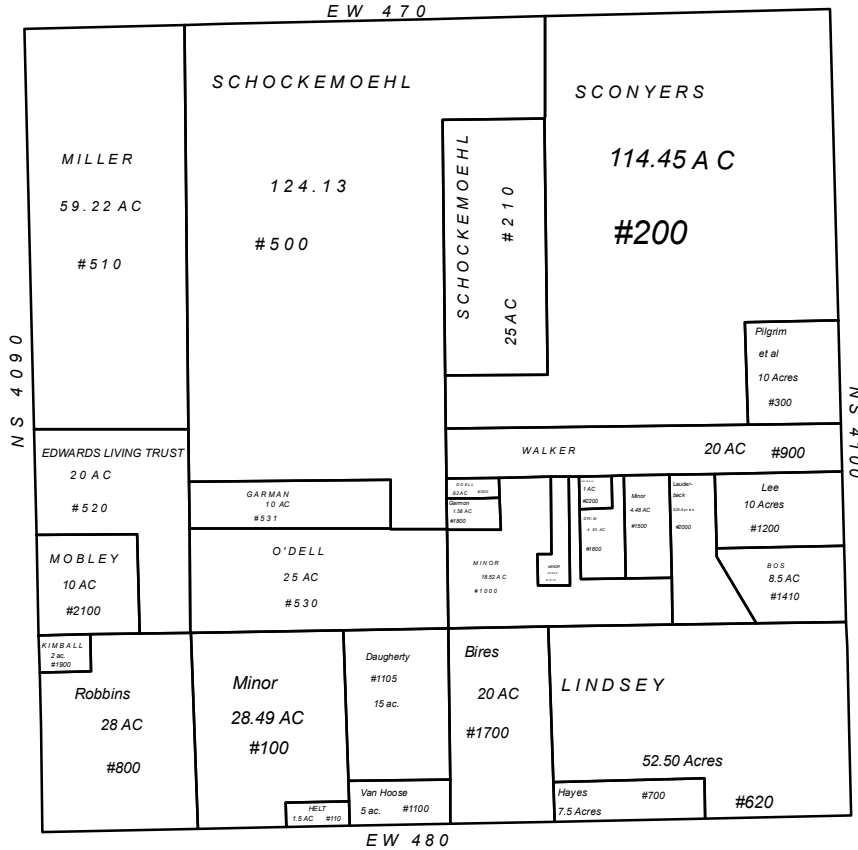 EW 470
SCHOCKEMOEHL
124.13
#500
SCONYERS
114.45 AC
#200
MILLER
59.22 AC
#510
SCHOCKEMOEHL
25 AC
#210
NS 4090
NS 4100
Pilgrim
et al
10 Acres
#300
EDWARDS LIVING TRUST
20 AC
#520
WALKER
20 AC
#900
GARMAN
10 AC
#531
ODELL
Garmon
1.58 AC
#1800
1 AC
#2200
4.48 AC
Minor
#1500
#1600
Lauder-
back
#2000
Lee
10 Acres
#1200
MOBLEY
10 AC
#2100
O'DELL
25 AC
#530
MINOR
18.52 AC
#1000
MINOR
BOS
8.5 AC
#1410
KIMBALL
2 ac.
#1900
Robbins
28 AC
#800
Minor
28.49 AC
#100
Daugherty
#1105
15 ac.
Bires
20 AC
#1700
LINDSEY
52.50 Acres
#620
HELT
1.5 AC #110
Van Hoose
5 ac. #1100
Hayes
7.5 Acres
#700
EW 480